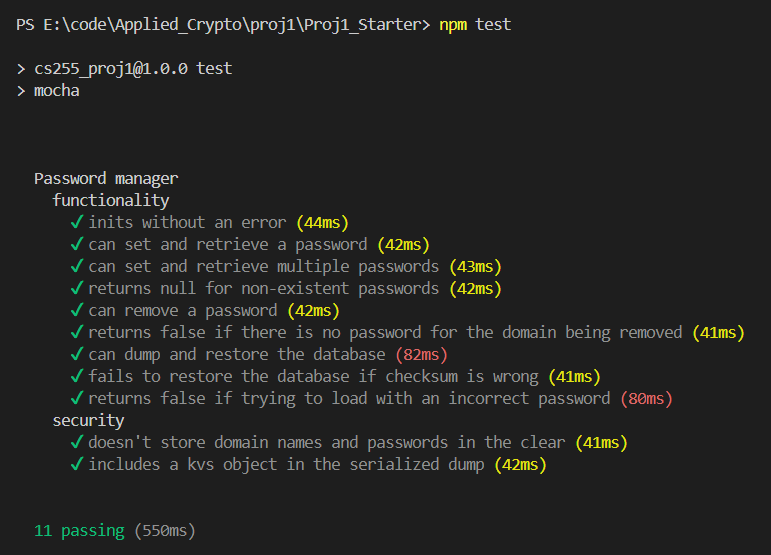 PS E:\code\Applied_Crypto\proj1\Proj1_Starter> npm test
> cs255_proj1@1.0.0 test
> mocha
Password manager
functionality
✓ inits without an error (44ms)
✓ can set and retrieve a password (42ms)
✓ can set and retrieve multiple passwords (43ms)
✓ returns null for non-existent passwords (42ms)
✓ can remove a password (42ms)
✓ returns false if there is no password for the domain being removed (41ms)
✓ can dump and restore the database (82ms)
✓ fails to restore the database if checksum is wrong (41ms)
✓ returns false if trying to load with an incorrect password (80ms)
security
✓ doesn't store domain names and passwords in the clear (41ms)
✓ includes a kvs object in the serialized dump (42ms)
11 passing (550ms)